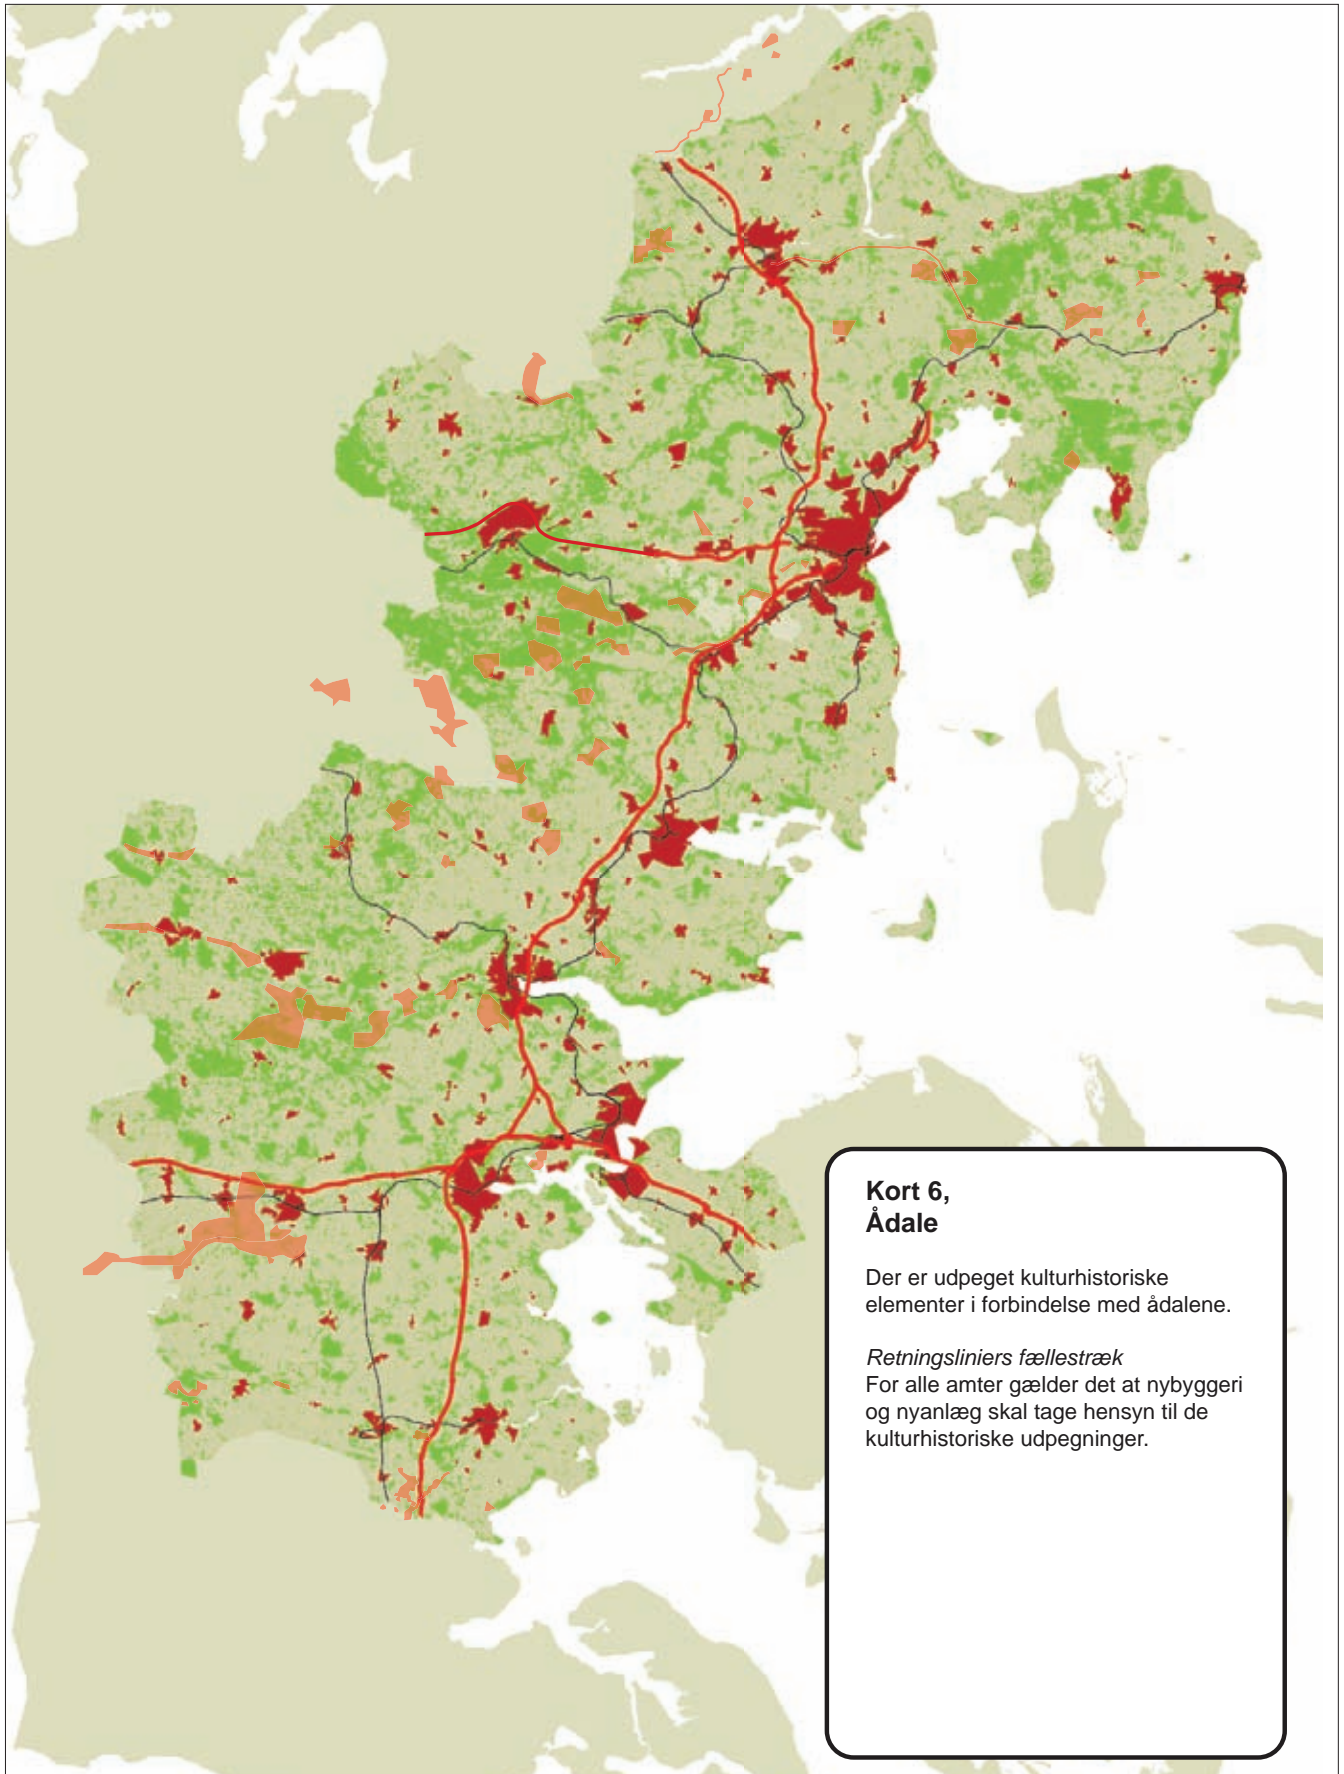 Kort 6,
Ådale
Der er udpeget kulturhistoriske
elementer i forbindelse med ådalene.
Retningsliniers fællestræk
For alle amter gælder det at nybyggeri
og nyanlæg skal tage hensyn til de
kulturhistoriske udpegninger.